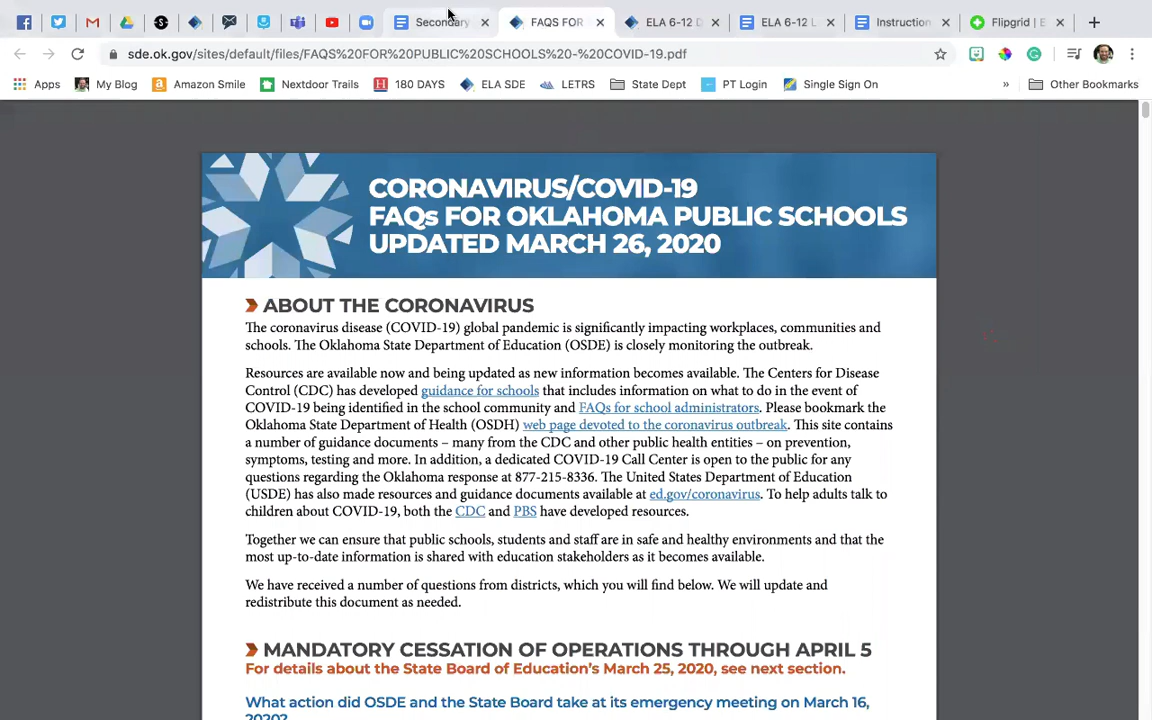 Secondary
FAQS FOR
ELA 6-12 D
ELA 6-12 L
Instruction
Flipgrid | E
sde.ok.gov/sites/default/files/FAQS%20FOR%20PUBLIC%20SCHOOLS%20-%20COVID-19.pdf
Apps My Blog Amazon Smile Nextdoor Trails 180 DAYS ELA SDE LETRS State Dept PT Login Single Sign On » Other Bookmarks
CORONAVIRUS/COVID-19
FAQs FOR OKLAHOMA PUBLIC SCHOOLS
UPDATED MARCH 26, 2020
ABOUT THE CORONAVIRUS
The coronavirus disease (COVID-19) global pandemic is significantly impacting workplaces, communities and
schools. The Oklahoma State Department of Education (OSDE) is closely monitoring the outbreak.
Resources are available now and being updated as new information becomes available. The Centers for Disease
Control (CDC) has developed guidance for schools that includes information on what to do in the event of
COVID-19 being identified in the school community and FAQs for school administrators. Please bookmark the
Oklahoma State Department of Health (OSDH) web page devoted to the coronavirus outbreak. This site contains
a number of guidance documents – many from the CDC and other public health entities – on prevention,
symptoms, testing and more. In addition, a dedicated COVID-19 Call Center is open to the public for any
questions regarding the Oklahoma response at 877-215-8336. The United States Department of Education
(USDE) has also made resources and guidance documents available at ed.gov/coronavirus. To help adults talk to
children about COVID-19, both the CDC and PBS have developed resources.
Together we can ensure that public schools, students and staff are in safe and healthy environments and that the
most up-to-date information is shared with education stakeholders as it becomes available.
We have received a number of questions from districts, which you will find below. We will update and
redistribute this document as needed.
MANDATORY CESSATION OF OPERATIONS THROUGH APRIL 5
For details about the State Board of Education's March 25, 2020, see next section.
What action did OSDE and the State Board take at its emergency meeting on March 16,
2020?